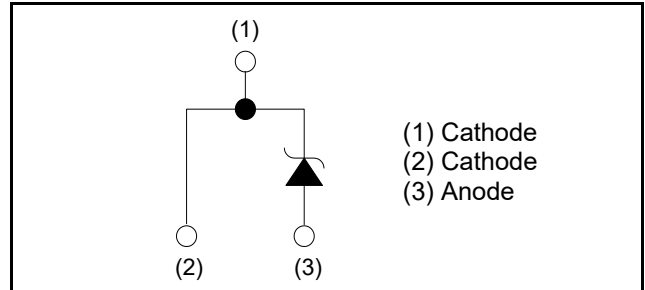 (1)
(1) Cathode
(2) Cathode
(3) Anode
(2)
(3)